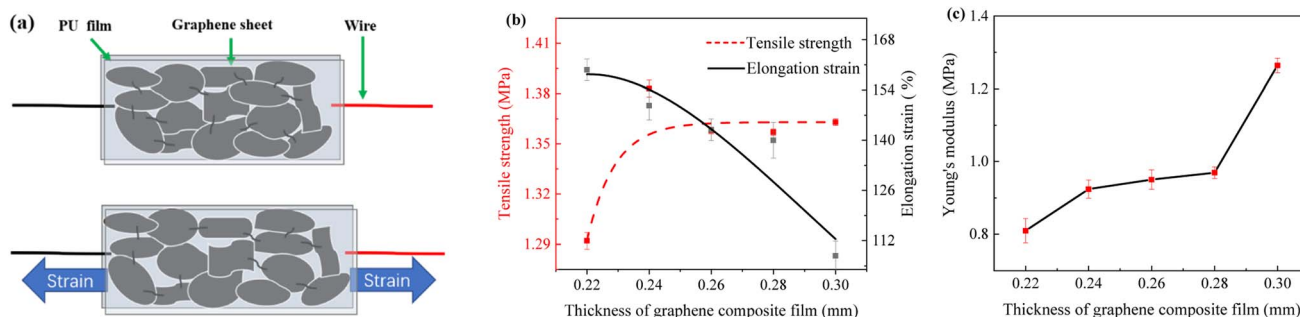 (a)
PU film
Graphene sheet
Wire
Strain
Strain
(b)
Tensile strength
Elongation strain
Tensile strength (MPa)
1.41
1.38
1.35
1.32
1.29
Elongation strain ( %)
168
154
140
126
112
0.22 0.24 0.26 0.28 0.30
Thickness of graphene composite film (mm)
(c)
Young's modulus (MPa)
1.4
1.2
1.0
0.8
0.22 0.24 0.26 0.28 0.30
Thickness of graphene composite film (mm)